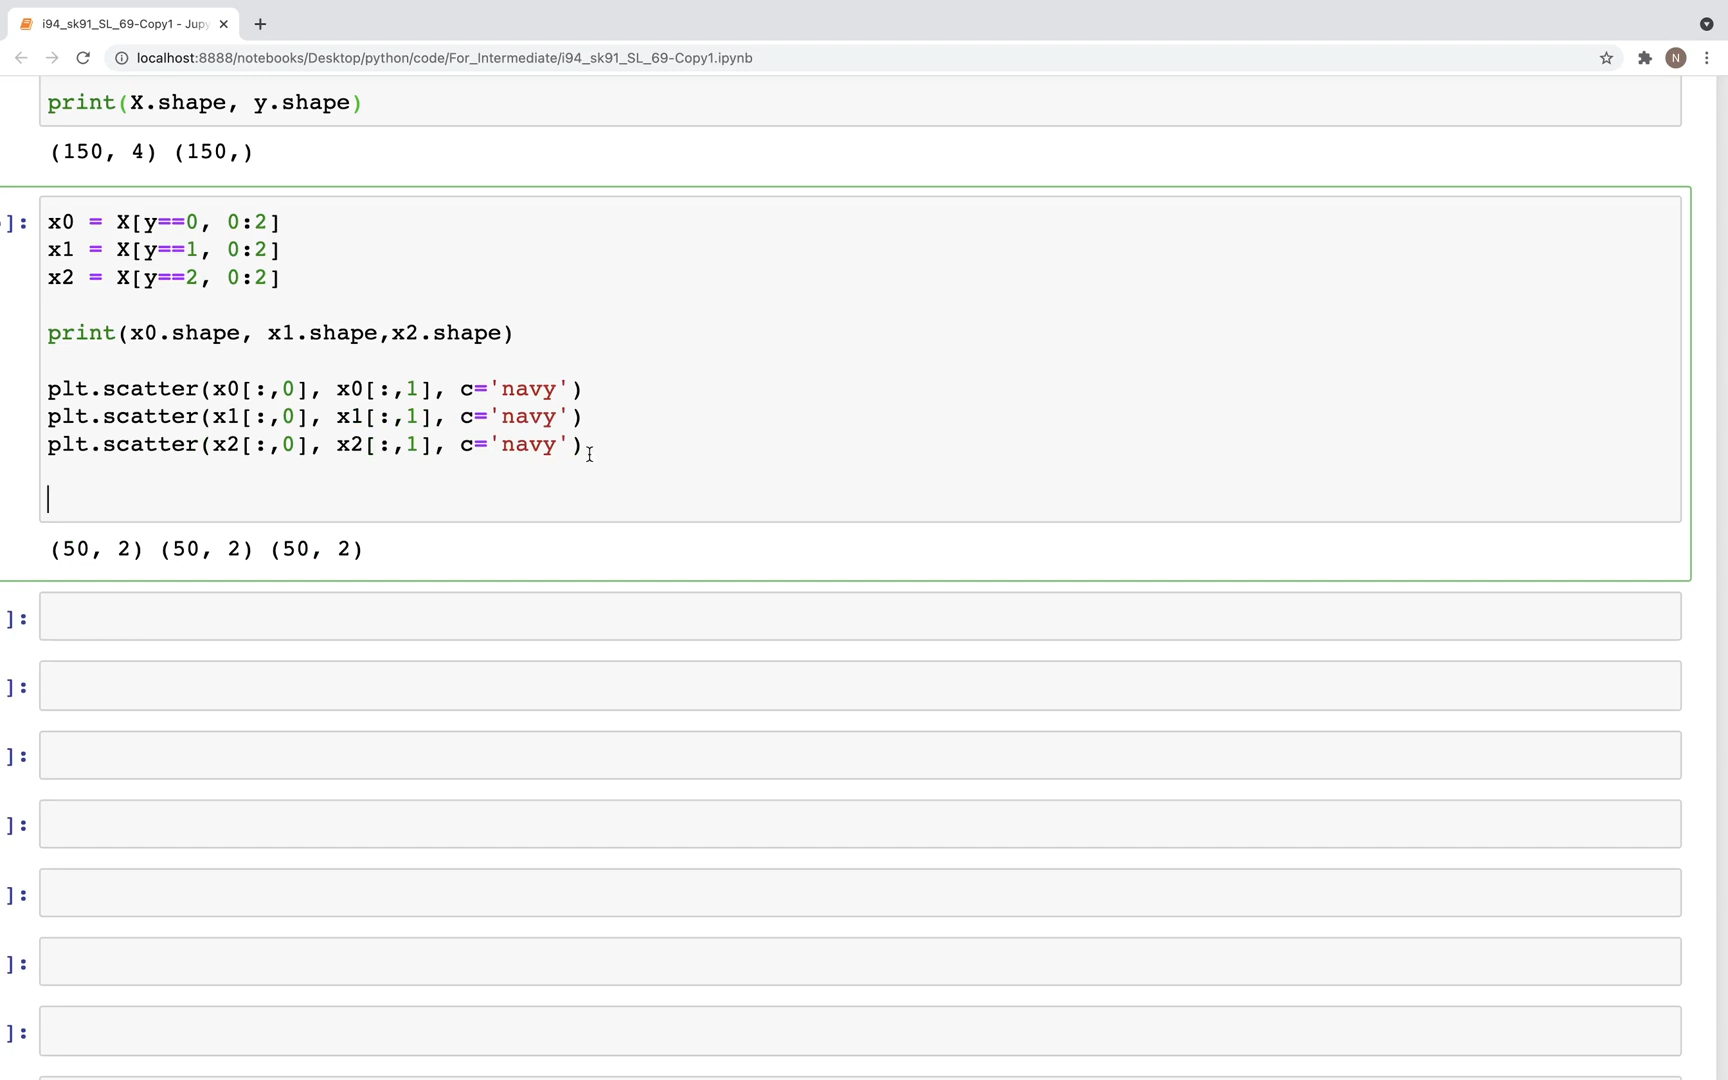 i94_sk91_SL_69-Copy1 - Jup
localhost:8888/notebooks/Desktop/python/code/For_Intermediate/i94_sk91_SL_69-Copy1.ipynb
N
print(X.shape, y.shape)
(150, 4) (150,)
]:
x0 = X[y==0, 0:2]
x1 = X[y==1, 0:2]
x2 = X[y==2, 0:2]
print(x0.shape, x1.shape,x2.shape)
plt.scatter(x0[:,0], x0[:,1], c='navy')
plt.scatter(x1[:,0], x1[:,1], c='navy')
plt.scatter(x2[:,0], x2[:,1], c='navy')
(50, 2) (50, 2) (50, 2)
]:
]:
]:
]:
]:
]:
]: